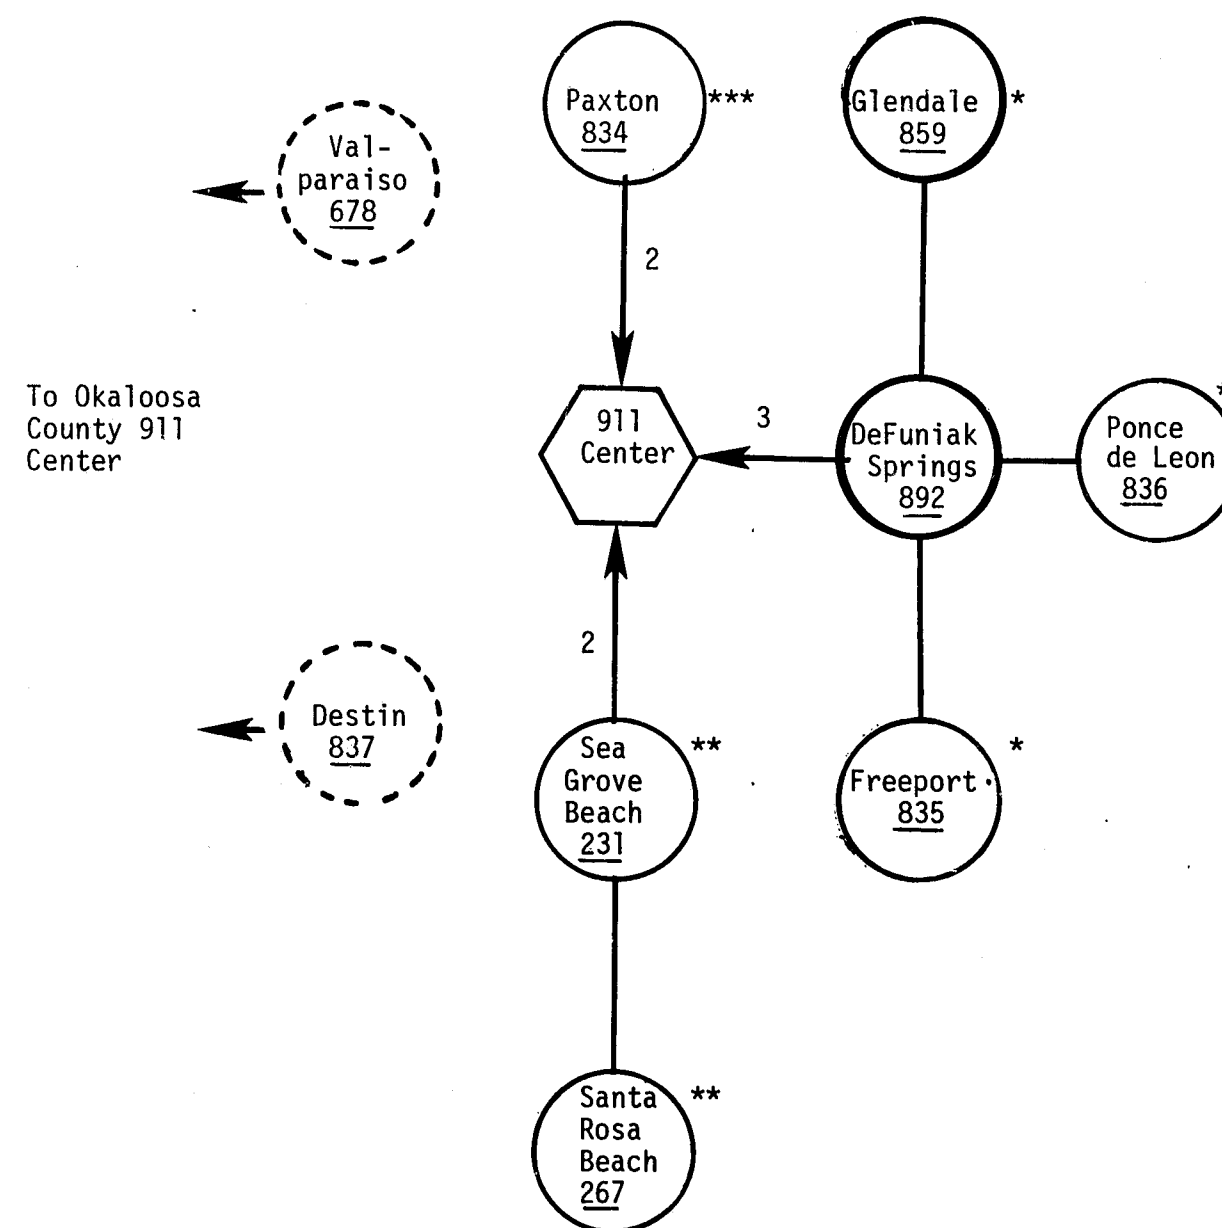 Paxton
834
***
Glendale
859
*
Val-
paraiso
678
2
To Okaloosa
County 911
Center
911
Center
3
DeFuniak
Springs
892
*
Ponce
de Leon
836
2
Destin
837
Sea
Grove
Beach
231
**
Freeport
835
*
Santa
Rosa
Beach
267
**